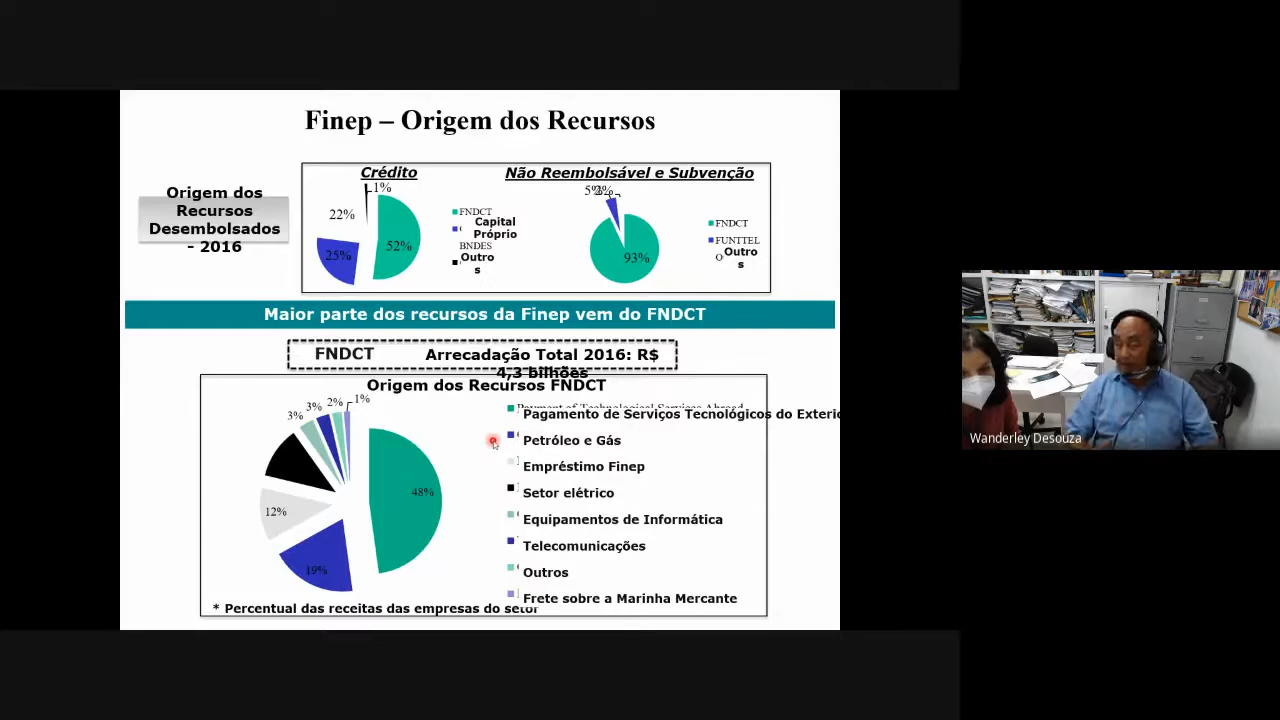 Finep – Origem dos Recursos
Origem dos
Recursos
Desembolsados
- 2016
Crédito
1%
22%
25%
52%
FNDCT
Capital
Próprio
BNDES
Outro
s
Não Reembolsável e Subvenção
5%
93%
FNDCT
FUNTTEL
Outro
s
Maior parte dos recursos da Finep vem do FNDCT
FNDCT
Arrecadação Total 2016: R$
4,3 bilhões
Origem dos Recursos FNDCT
3%
3%
2%
1%
48%
12%
19%
Payment of Technological Services Abroad
Pagamento de Serviços Tecnológicos do Exterio
Petróleo e Gás
Empréstimo Finep
Setor elétrico
Equipamentos de Informática
Telecomunicações
Outros
Frete sobre a Marinha Mercante
* Percentual das receitas das empresas do setor
Wanderley Desouza